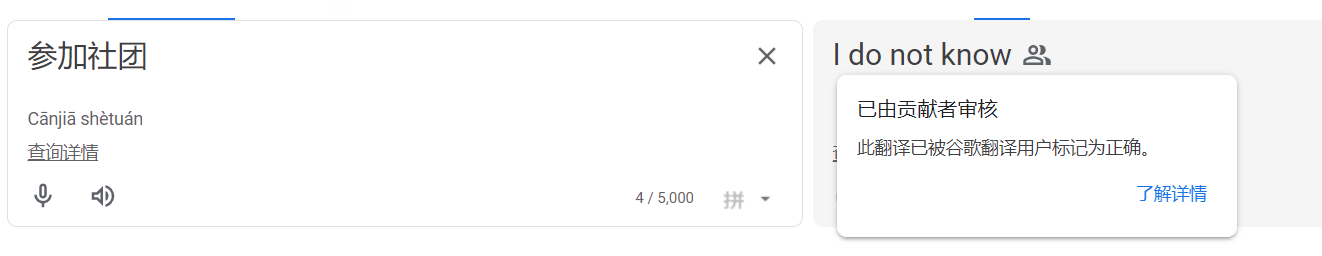 参加社团
Cānjiā shètuán
查询详情
4 / 5,000
拼
I do not know
已由贡献者审核
此翻译已被谷歌翻译用户标记为正确。
了解详情